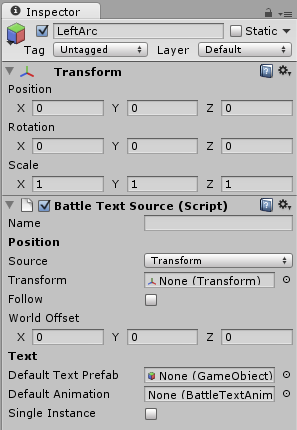 Inspector
LeftArc Static
Tag Untagged Layer Default
Transform
Position
X 0 Y 0 Z 0
Rotation
X 0 Y 0 Z 0
Scale
X 1 Y 1 Z 1
Battle Text Source (Script)
Name
Position
Source Transform
Transform None (Transform)
Follow
World Offset
X 0 Y 0 Z 0
Text
Default Text Prefab None (GameObject)
Default Animation None (BattleTextAnim
Single Instance